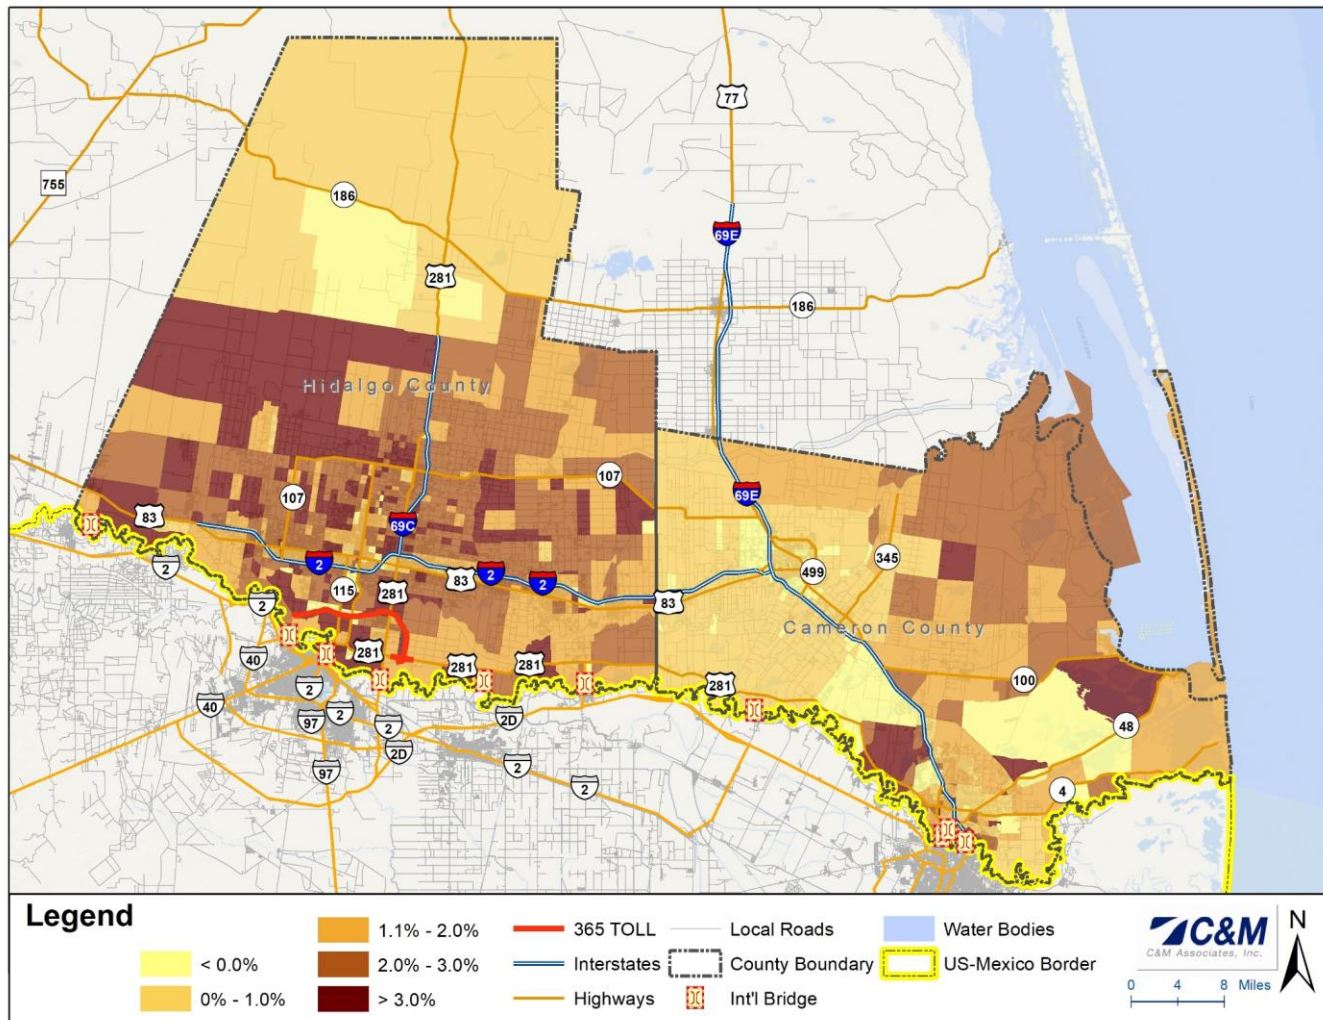 77
755
186
69E
281
186
Hidalgo County
107
69E
107
83
69C
345
2
499
2
83
2
2
2
115
281
83
Cameron County
2
281
40
281
281
100
281
2
40
2D
48
97
2
2
2D
97
2
2
4
Legend
1.1% - 2.0%
365 TOLL
Local Roads
Water Bodies
C&M
C&M Associates, Inc.
N
< 0.0%
2.0% - 3.0%
Interstates
County Boundary
US-Mexico Border
0% - 1.0%
> 3.0%
Highways
Int'l Bridge
0 4 8 Miles